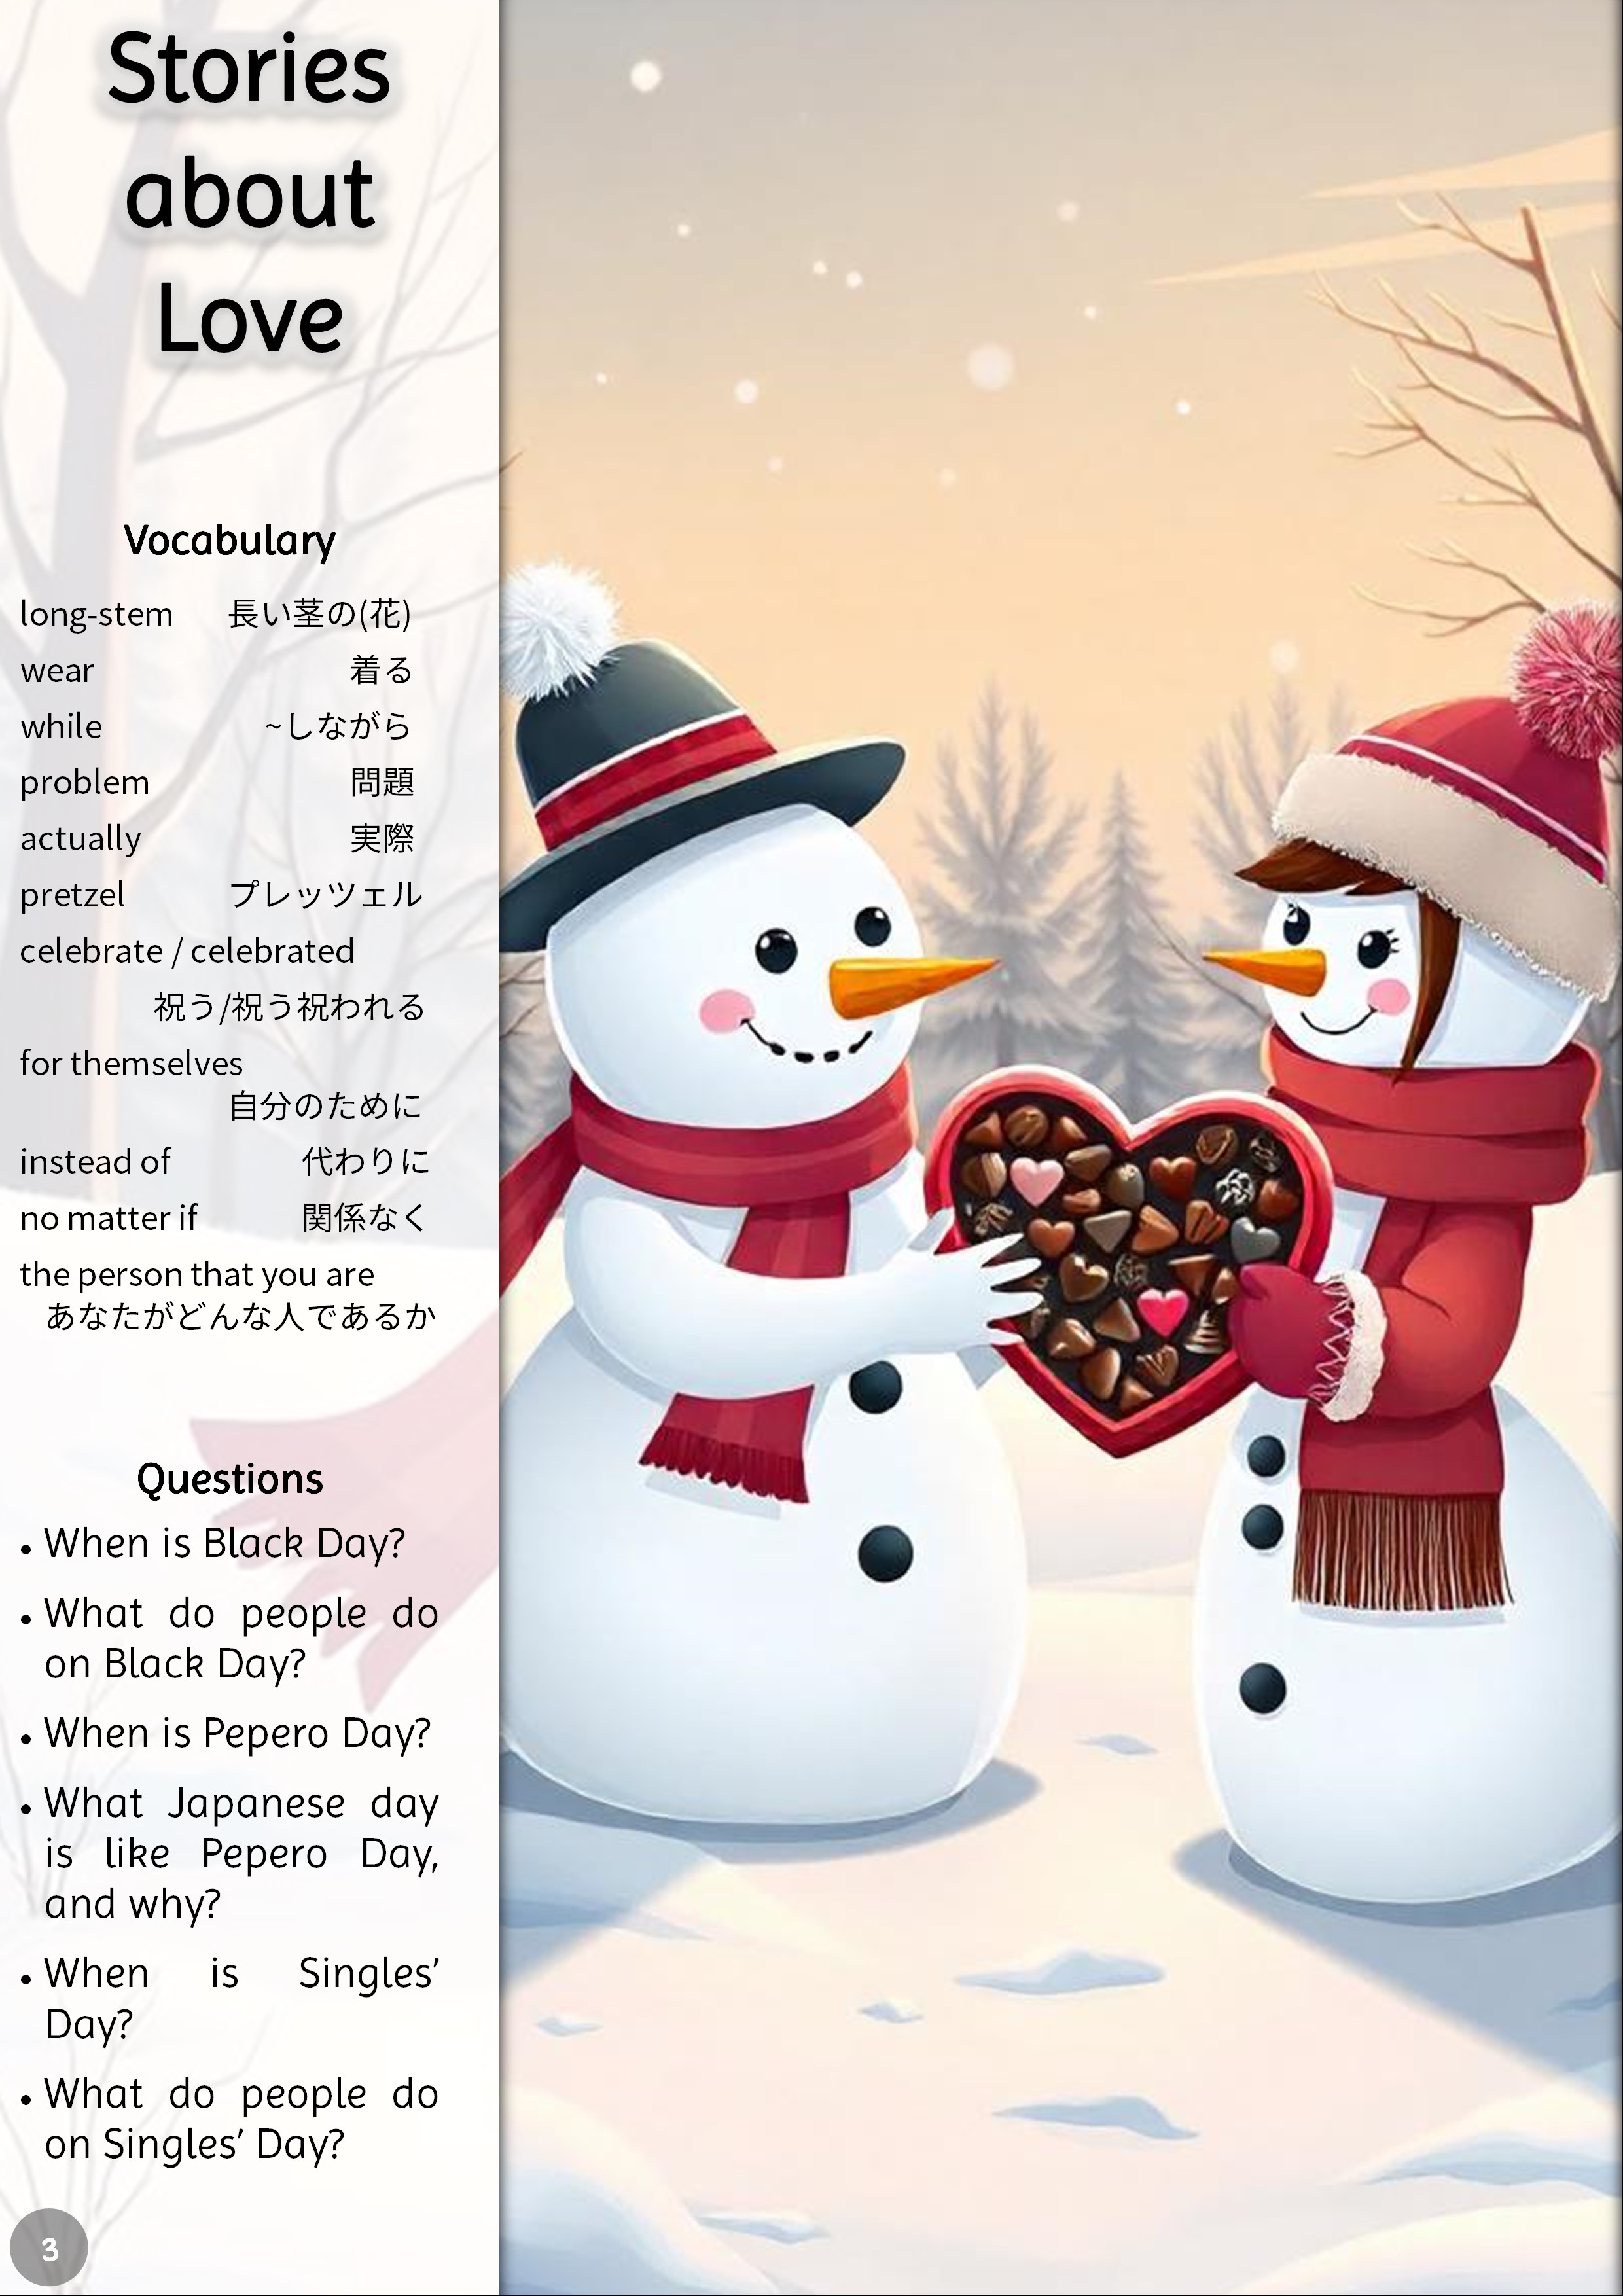 Stories
about
Love
Vocabulary
long-stem 長い茎の(花)
wear 着る
while ~しながら
problem 問題
actually 実際
pretzel プレッツェル
celebrate / celebrated
祝う/祝う祝われる
for themselves
自分のために
instead of 代わりに
no matter if 関係なく
the person that you are
あなたがどんな人であるか
Questions
• When is Black Day?
• What do people do
on Black Day?
• When is Pepero Day?
• What Japanese day
is like Pepero Day,
and why?
• When is Singles’
Day?
• What do people do
on Singles’ Day?
3